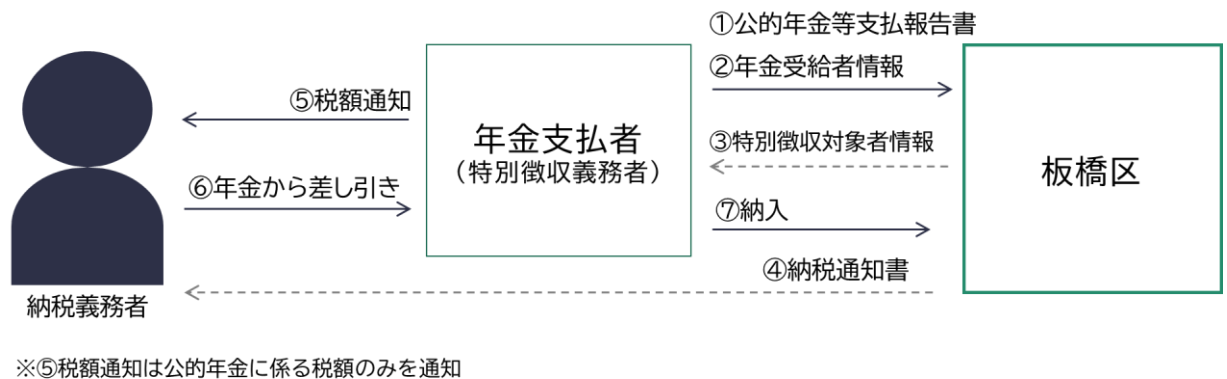 ①公的年金等支払報告書
②年金受給者情報
⑤税額通知
年金支払者
（特別徴収義務者）
③特別徴収対象者情報
板橋区
⑥年金から差し引き
⑦納入
④納税通知書
納税義務者
※⑤税額通知は公的年金に係る税額のみを通知